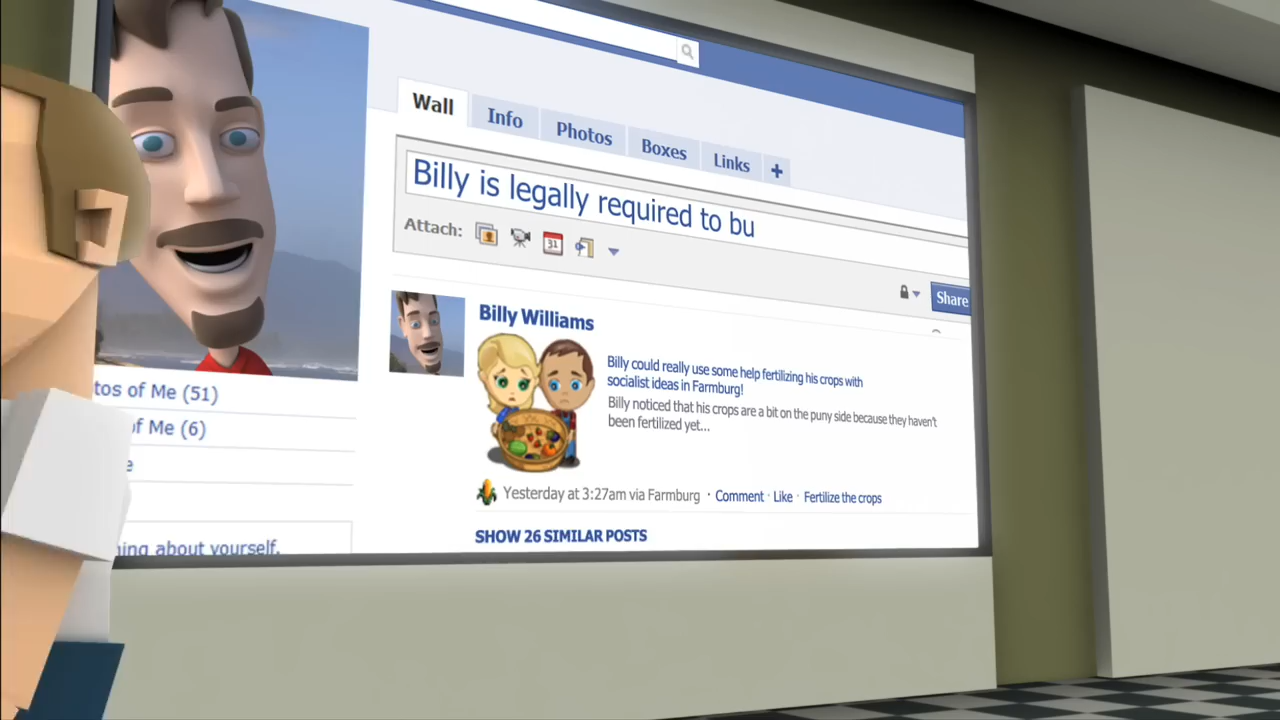 Wall Info Photos Boxes Links +
Billy is legally required to bu
Attach: 31
Share
Billy Williams
Billy could really use some help fertilizing his crops with
socialist ideas in Farmburg!
Billy noticed that his crops are a bit on the puny side because they haven't
been fertilized yet...
Yesterday at 3:27am via Farmburg · Comment · Like · Fertilize the crops
SHOW 26 SIMILAR POSTS
tos of Me (51)
of Me (6)
e
hing about yourself.